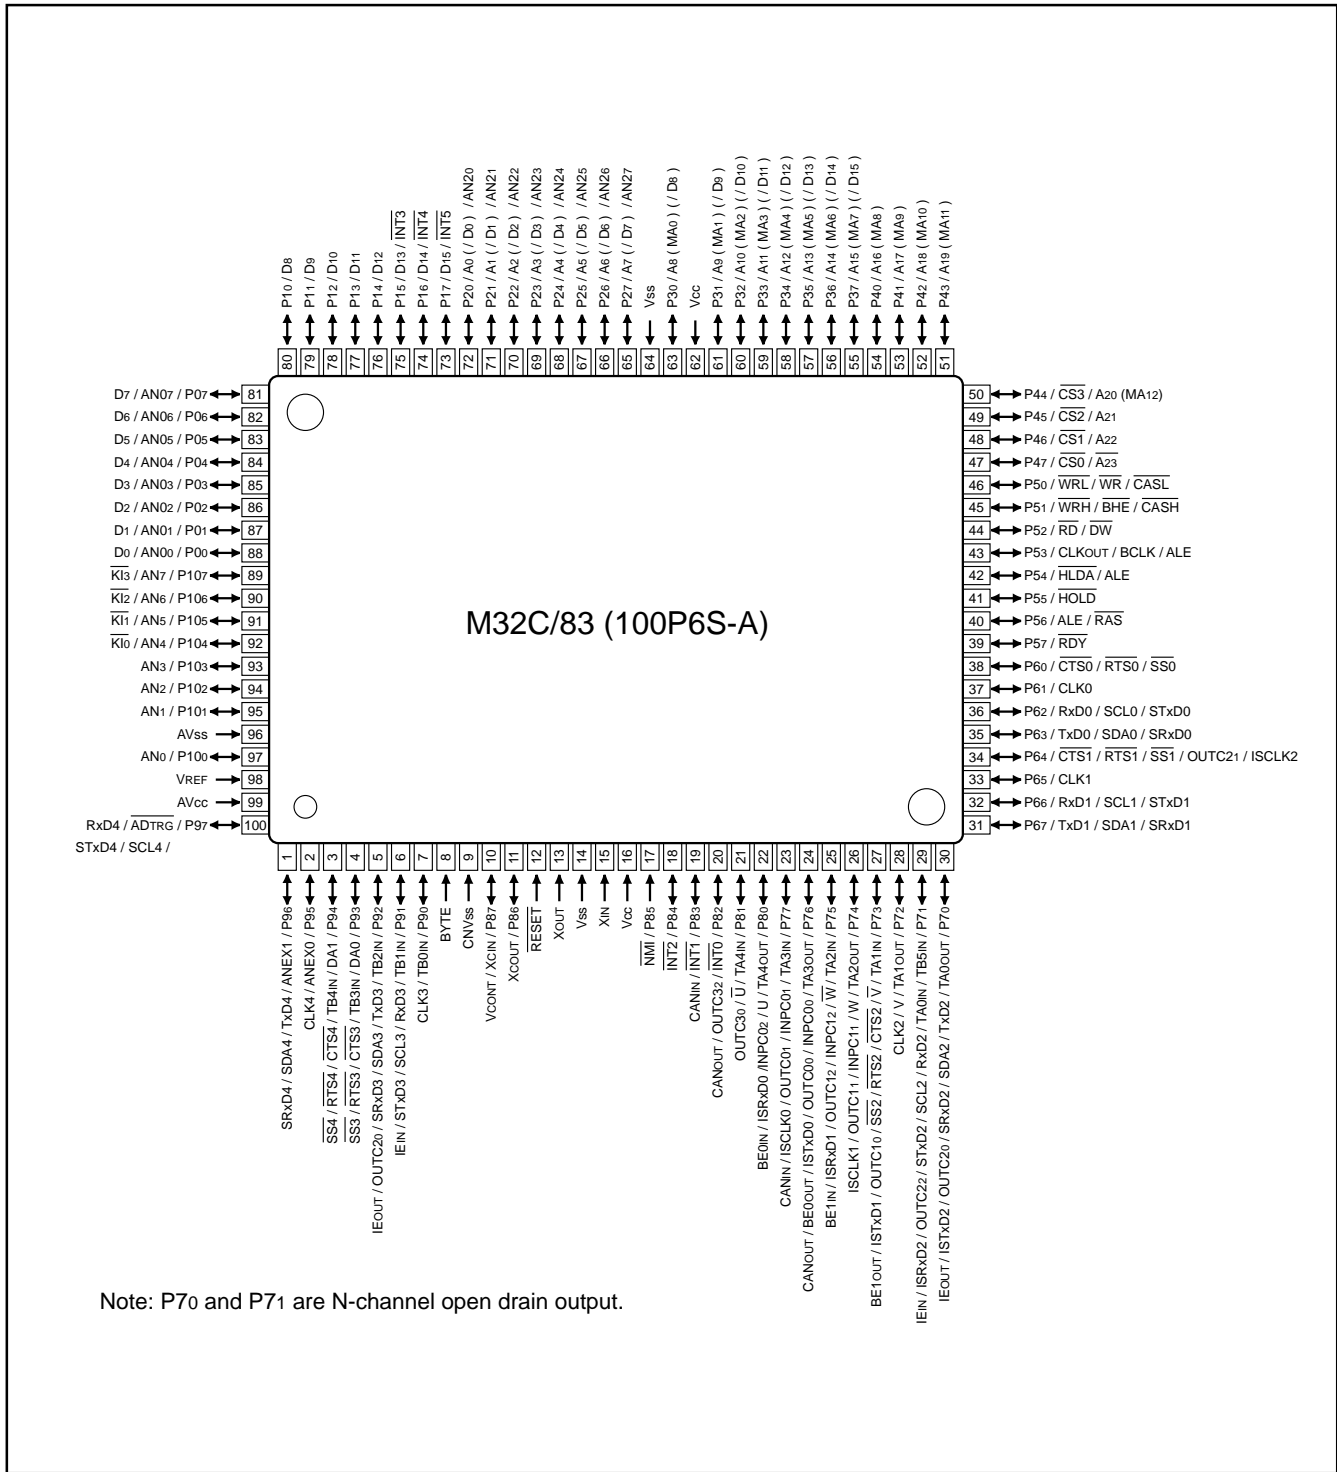 P10 / D8
P11 / D9
P12 / D10
P13 / D11
P14 / D12
P15 / D13 / INT3
P16 / D14 / INT4
P17 / D15 / INT5
P20 / A0 ( / D0 ) / AN20
P21 / A1 ( / D1 ) / AN21
P22 / A2 ( / D2 ) / AN22
P23 / A3 ( / D3 ) / AN23
P24 / A4 ( / D4 ) / AN24
P25 / A5 ( / D5 ) / AN25
P26 / A6 ( / D6 ) / AN26
P27 / A7 ( / D7 ) / AN27
Vss
P30 / A8 ( MA0 ) ( / D8 )
Vcc
P31 / A9 ( MA1 ) ( / D9 )
P32 / A10 ( MA2 ) ( / D10 )
P33 / A11 ( MA3 ) ( / D11 )
P34 / A12 ( MA4 ) ( / D12 )
P35 / A13 ( MA5 ) ( / D13 )
P36 / A14 ( MA6 ) ( / D14 )
P37 / A15 ( MA7 ) ( / D15 )
P40 / A16 ( MA8 )
P41 / A17 ( MA9 )
P42 / A18 ( MA10 )
P43 / A19 ( MA11 )
80 79 78 77 76 75 74 73 72 71 70 69 68 67 66 65 64 63 62 61 60 59 58 57 56 55 54 53 52 51
D7 / AN07 / P07 81
D6 / AN06 / P06 82
D5 / AN05 / P05 83
D4 / AN04 / P04 84
D3 / AN03 / P03 85
D2 / AN02 / P02 86
D1 / AN01 / P01 87
D0 / AN00 / P00 88
KI3 / AN7 / P107 89
KI2 / AN6 / P106 90
KI1 / AN5 / P105 91
KI0 / AN4 / P104 92
AN3 / P103 93
AN2 / P102 94
AN1 / P101 95
AVss 96
AN0 / P100 97
VREF 98
AVcc 99
RxD4 / ADTRG / P97 100
STxD4 / SCL4 /
M32C/83 (100P6S-A)
50 P44 / CS3 / A20 (MA12)
49 P45 / CS2 / A21
48 P46 / CS1 / A22
47 P47 / CS0 / A23
46 P50 / WRL / WR / CASL
45 P51 / WRH / BHE / CASH
44 P52 / RD / DW
43 P53 / CLKOUT / BCLK / ALE
42 P54 / HLDA / ALE
41 P55 / HOLD
40 P56 / ALE / RAS
39 P57 / RDY
38 P60 / CTS0 / RTS0 / SS0
37 P61 / CLK0
36 P62 / RxD0 / SCL0 / STxD0
35 P63 / TxD0 / SDA0 / SRxD0
34 P64 / CTS1 / RTS1 / SS1 / OUTC21 / ISCLK2
33 P65 / CLK1
32 P66 / RxD1 / SCL1 / STxD1
31 P67 / TxD1 / SDA1 / SRxD1
1 2 3 4 5 6 7 8 9 10 11 12 13 14 15 16 17 18 19 20 21 22 23 24 25 26 27 28 29 30
SRxD4 / SDA4 / TxD4 / ANEX1 / P96
CLK4 / ANEX0 / P95
SS4 / RTS4 / CTS4 / TB4IN / DA1 / P94
SS3 / RTS3 / CTS3 / TB3IN / DA0 / P93
IEOUT / OUTC20 / SRxD3 / SDA3 / TxD3 / TB2IN / P92
IEIN / STxD3 / SCL3 / RxD3 / TB1IN / P91
CLK3 / TB0IN / P90
BYTE
CNVss
VCONT / XCIN / P87
XCOUT / P86
RESET
XOUT
Vss
XIN
Vcc
NMI / P85
INT2 / P84
CANIN / INT1 / P83
CANOUT / OUTC32 / INT0 / P82
OUTC30 / U / TA4IN / P81
BE0IN / ISRxD0 /INPC02 / U / TA4OUT / P80
CANIN / ISCLK0 / OUTC01 / INPC01 / TA3IN / P77
CANOUT / BE0OUT / ISTxD0 / OUTC00 / INPC00 / TA3OUT / P76
BE1IN / ISRxD1 / OUTC12 / INPC12 / W / TA2IN / P75
ISCLK1 / OUTC11 / INPC11 / W / TA2OUT / P74
BE1OUT / ISTxD1 / OUTC10 / SS2 / RTS2 / CTS2 / V / TA1IN / P73
CLK2 / V / TA1OUT / P72
IEIN / ISRxD2 / OUTC22 / STxD2 / SCL2 / RxD2 / TA0IN / TB5IN / P71
IEOUT / ISTxD2 / OUTC20 / SRxD2 / SDA2 / TxD2 / TA0OUT / P70
Note: P70 and P71 are N-channel open drain output.